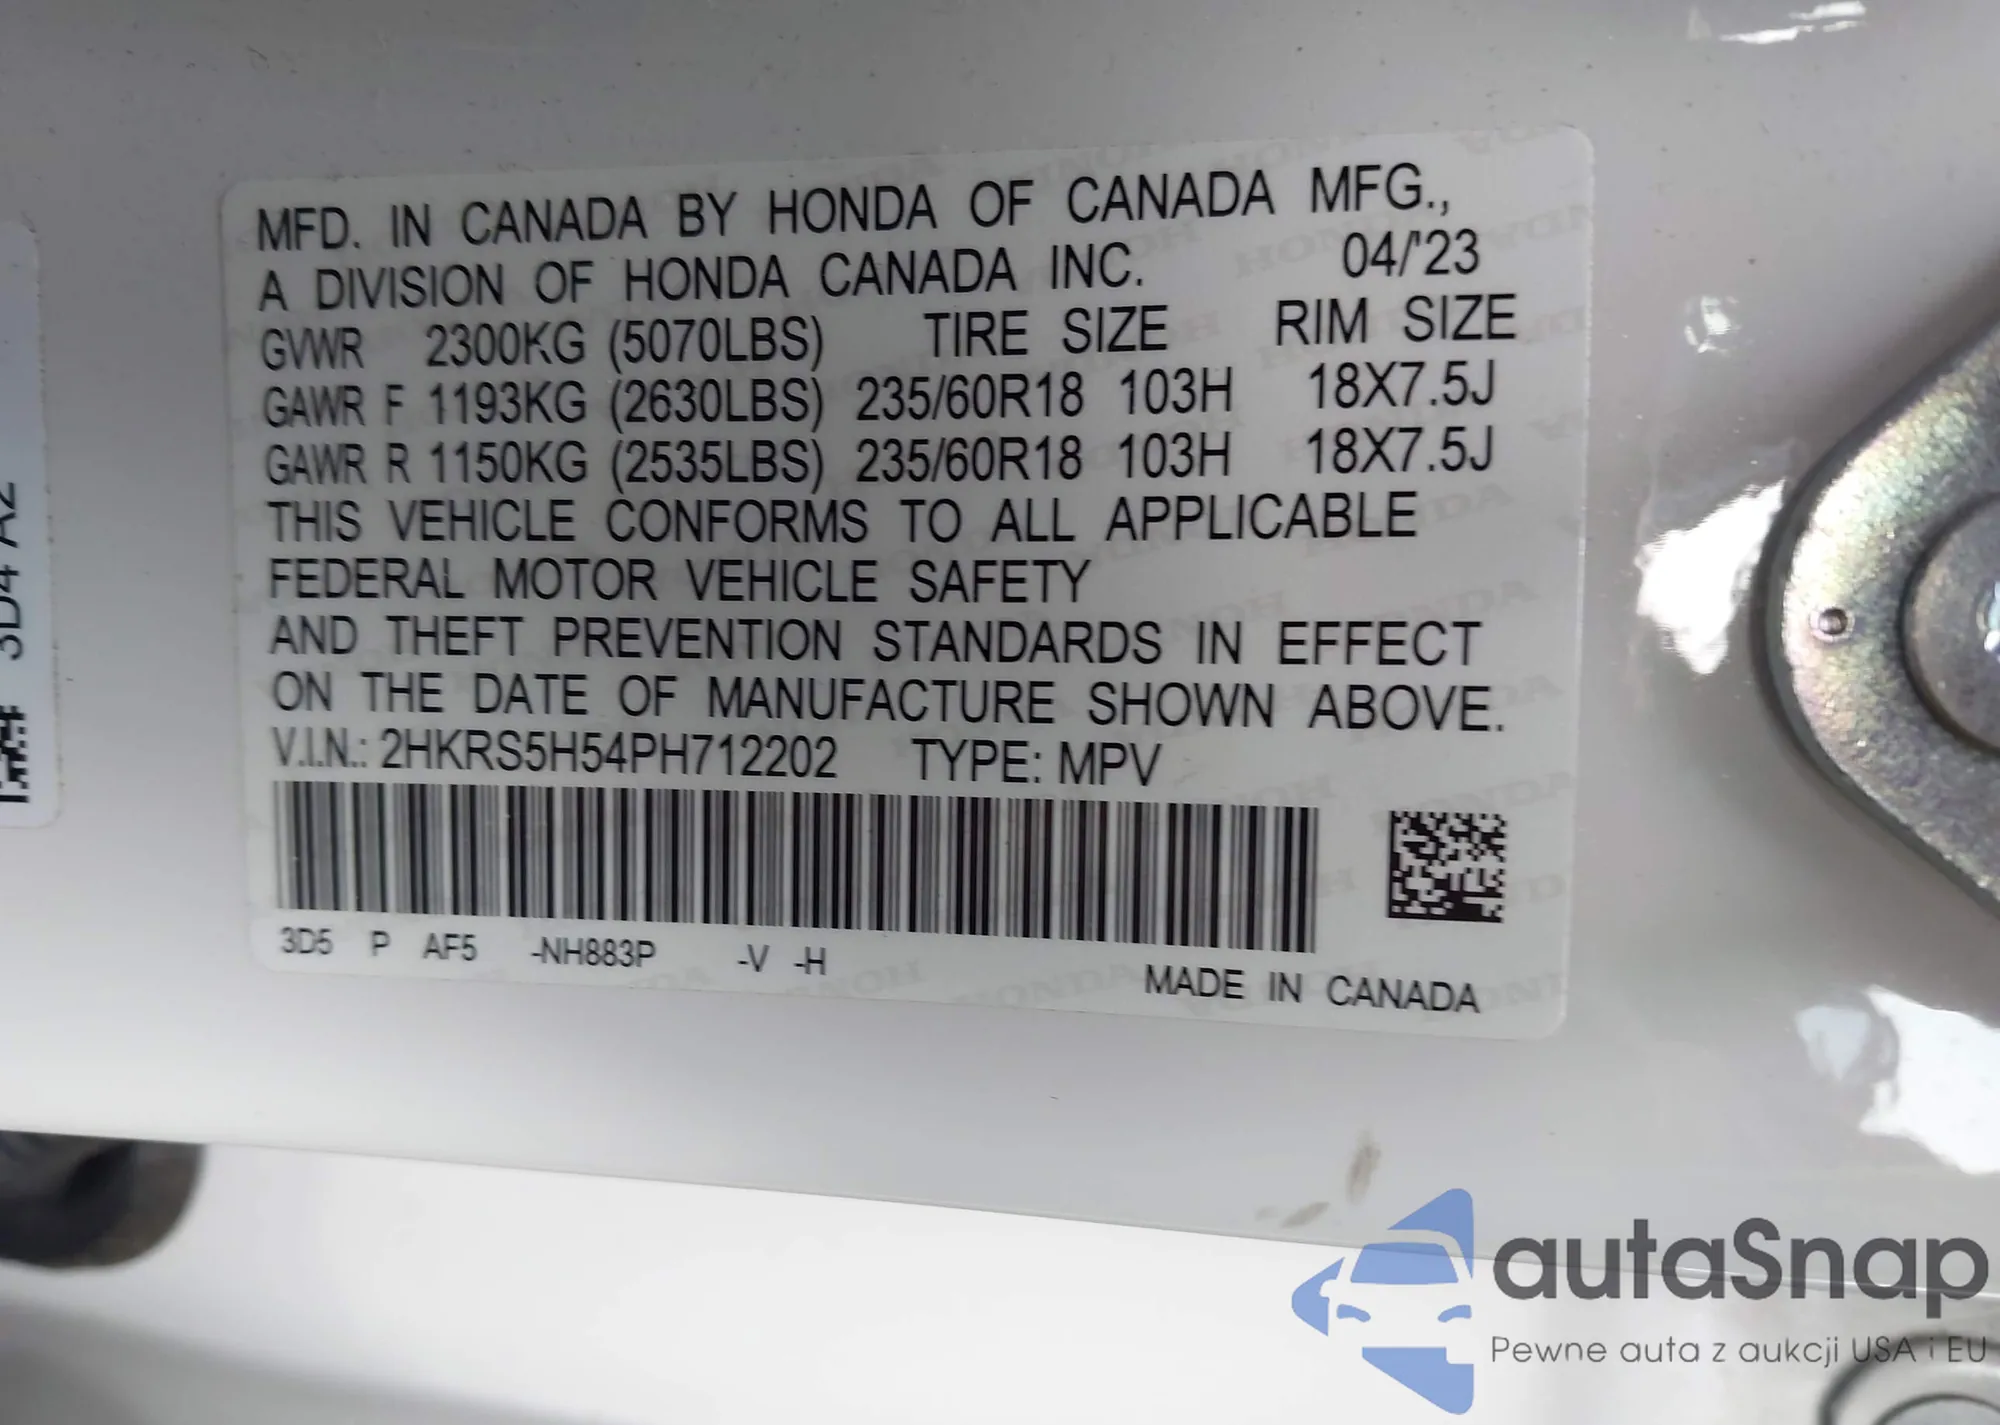 MFD. IN CANADA BY HONDA OF CANADA MFG.,
A DIVISION OF HONDA CANADA INC. 04/'23
GVWR 2300KG (5070LBS) TIRE SIZE RIM SIZE
GAWR F 1193KG (2630LBS) 235/60R18 103H 18X7.5J
GAWR R 1150KG (2535LBS) 235/60R18 103H 18X7.5J
THIS VEHICLE CONFORMS TO ALL APPLICABLE
FEDERAL MOTOR VEHICLE SAFETY
AND THEFT PREVENTION STANDARDS IN EFFECT
ON THE DATE OF MANUFACTURE SHOWN ABOVE.
V.I.N.: 2HKRS5H54PH712202 TYPE: MPV
3D5 P AF5 -NH883P -V -H
MADE IN CANADA
3D4 A2
autaSnap
Pewne auta z aukcji USA i EU